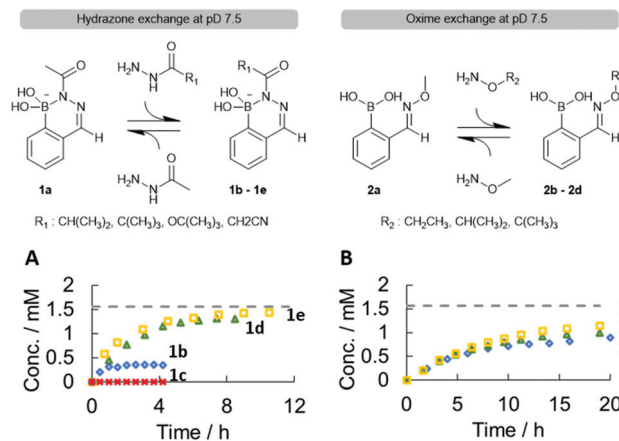 Hydrazone exchange at pD 7.5
Oxime exchange at pD 7.5
O
HO
HO
B
−
N
N
H
1a
H₂N
N
H
O
R₁
H₂N
N
H
O
R₁
O
HO
HO
B
−
N
N
H
1b - 1e
R₁ : CH(CH₃)₂, C(CH₃)₃, OC(CH₃)₃, CH2CN
HO
B
OH
N
O
H
2a
H₂N
O
R₂
H₂N
O
HO
B
OH
N
O
H
2b - 2d
R₂ : CH₂CH₃, CH(CH₃)₂, C(CH₃)₃
A
Conc. / mM
2
1.5
1
0.5
0
1e
1d
1b
1c
0
4
8
12
Time / h
B
Conc. / mM
2
1.5
1
0.5
0
0
5
10
15
20
Time / h